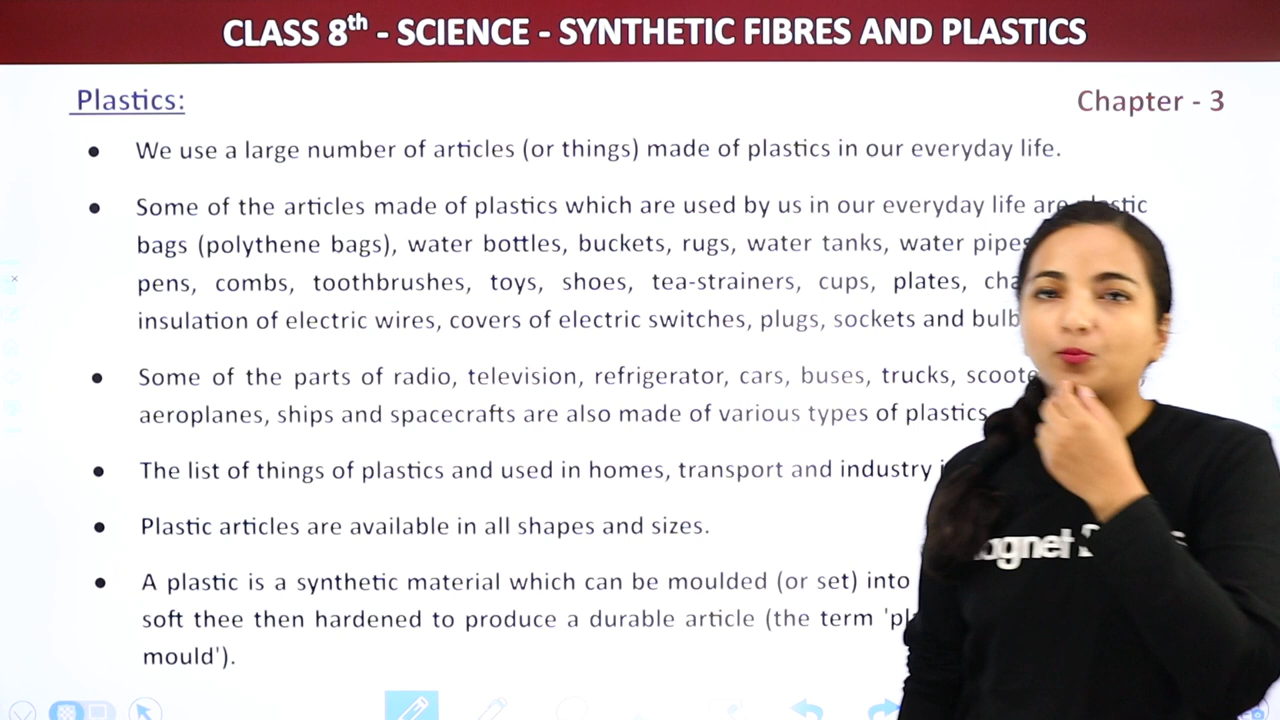 CLASS 8th - SCIENCE - SYNTHETIC FIBRES AND PLASTICS
Plastics:
Chapter - 3
● We use a large number of articles (or things) made of plastics in our everyday life.
● Some of the articles made of plastics which are used by us in our everyday life are plastic
bags (polythene bags), water bottles, buckets, rugs, water tanks, water pipes
pens, combs, toothbrushes, toys, shoes, tea-strainers, cups, plates,
insulation of electric wires, covers of electric switches, plugs, sockets and bulb
● Some of the parts of radio, television, refrigerator, cars, buses, trucks,
aeroplanes, ships and spacecrafts are also made of various types of plastics
● The list of things of plastics and used in homes, transport and industry
● Plastic articles are available in all shapes and sizes.
● A plastic is a synthetic material which can be moulded (or set) into
soft thee then hardened to produce a durable article (the term
mould').